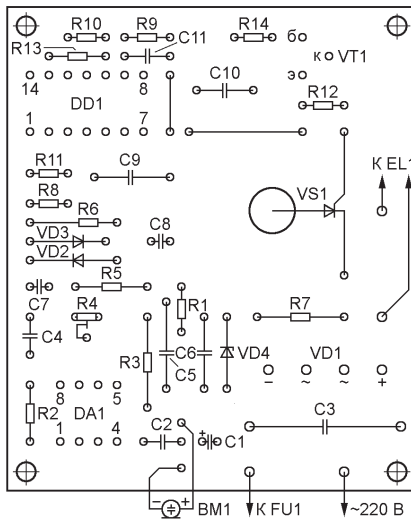 R10 R9 R14 б
R13 C11 к VT1
14 8 C10 э
DD1 R12
1 7
R11 C9 К EL1
R8 VS1
R6
VD3 C8
VD2
R5
C7 R4 R1 R7
C4 R3 C6 VD4 VD1
C5 − ~ ~ +
8 5
R2 DA1 C3
1 4 C2 + C1
− + BM1 К FU1 ~220 В